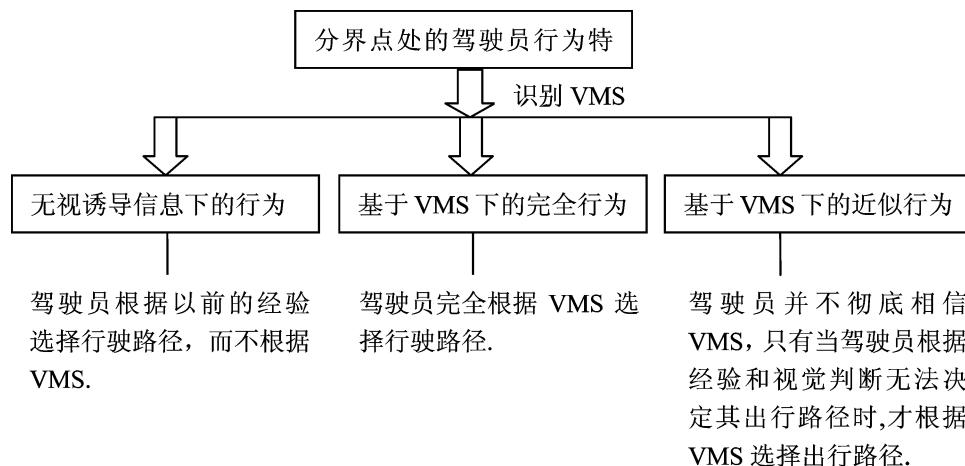 分界点处的驾驶员行为特
识别 VMS
无视诱导信息下的行为
基于 VMS 下的完全行为
基于 VMS 下的近似行为
驾驶员根据以前的经验
选择行驶路径，而不根据
VMS.
驾驶员完全根据 VMS 选
择行驶路径.
驾驶员并不彻底相信
VMS，只有当驾驶员根据
经验和视觉判断无法决
定其出行路径时,才根据
VMS 选择出行路径.